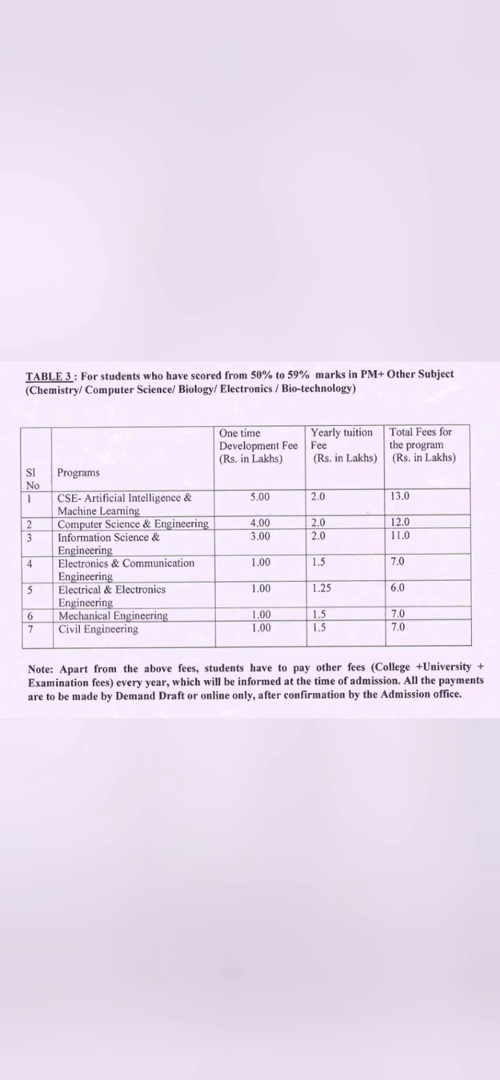 TABLE 3 : For students who have scored from 50% to 59% marks in PM+ Other Subject
(Chemistry/ Computer Science/ Biology/ Electronics / Bio-technology)
Sl No | Programs | One time Development Fee (Rs. in Lakhs) | Yearly tuition Fee (Rs. in Lakhs) | Total Fees for the program (Rs. in Lakhs)
1 | CSE- Artificial Intelligence & Machine Learning | 5.00 | 2.0 | 13.0
2 | Computer Science & Engineering | 4.00 | 2.0 | 12.0
3 | Information Science & Engineering | 3.00 | 2.0 | 11.0
4 | Electronics & Communication Engineering | 1.00 | 1.5 | 7.0
5 | Electrical & Electronics Engineering | 1.00 | 1.25 | 6.0
6 | Mechanical Engineering | 1.00 | 1.5 | 7.0
7 | Civil Engineering | 1.00 | 1.5 | 7.0
Note: Apart from the above fees, students have to pay other fees (College +University +
Examination fees) every year, which will be informed at the time of admission. All the payments
are to be made by Demand Draft or online only, after confirmation by the Admission office.